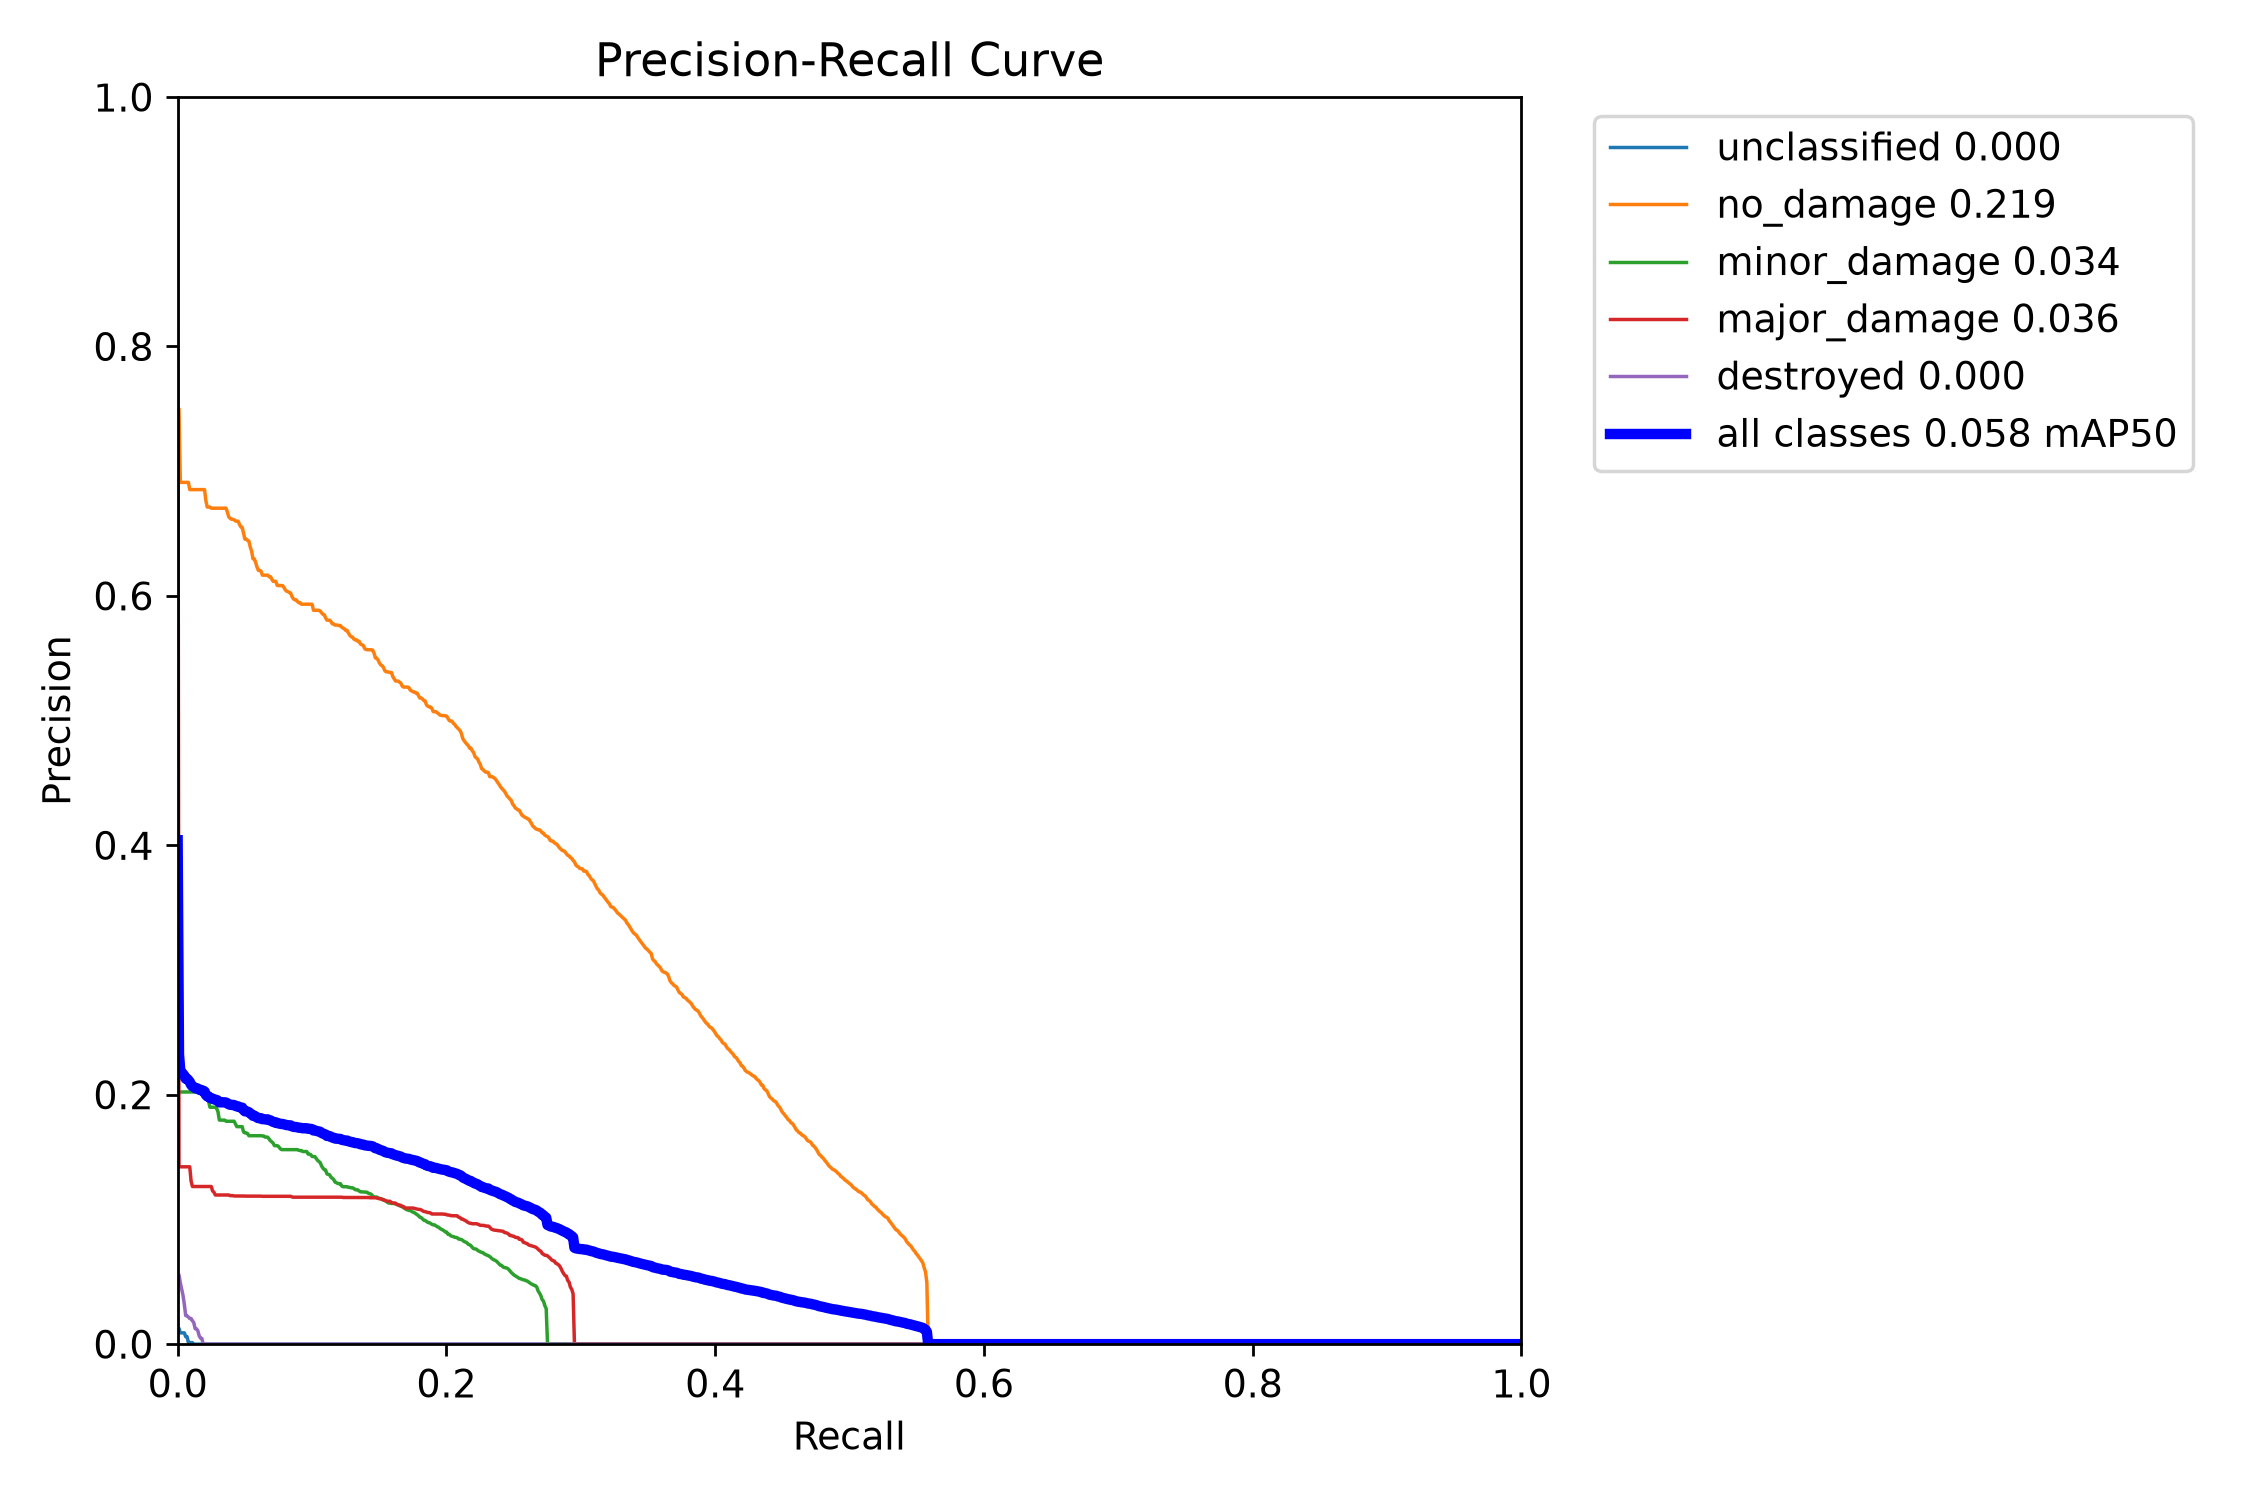 Precision-Recall Curve
1.0
0.8
0.6
0.4
0.2
0.0
Precision
0.0 0.2 0.4 0.6 0.8 1.0
Recall
unclassified 0.000
no_damage 0.219
minor_damage 0.034
major_damage 0.036
destroyed 0.000
all classes 0.058 mAP50